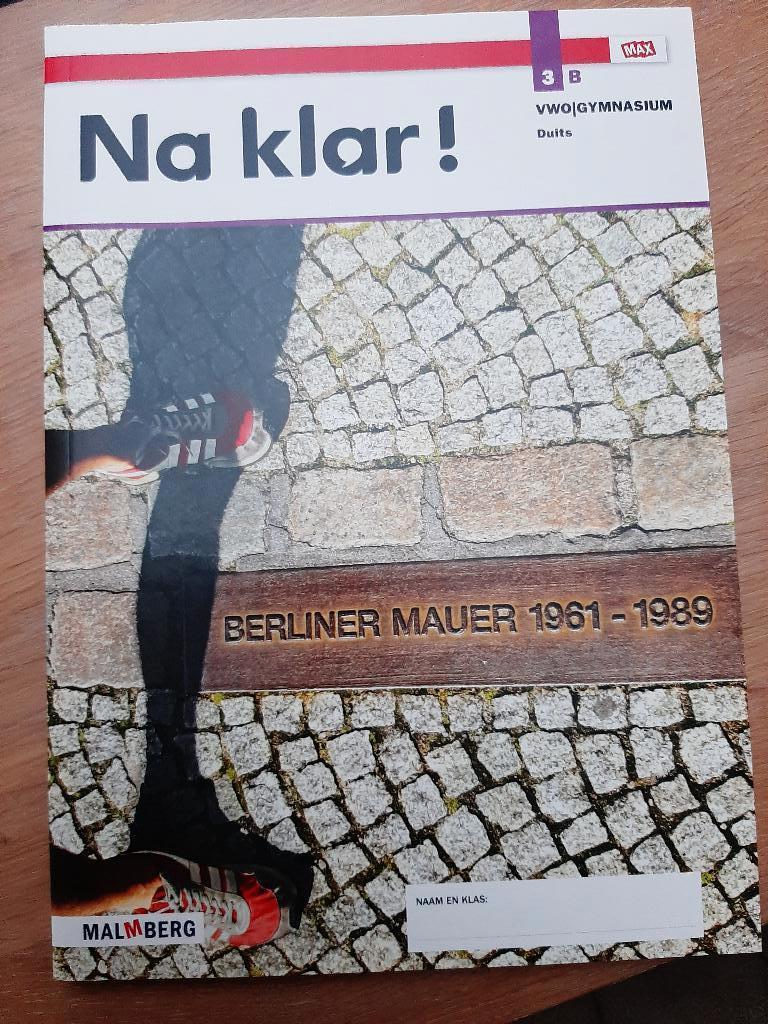 MAX
3 B
VWO|GYMNASIUM
Duits
Na klar!
BERLINER MAUER 1961 - 1989
NAAM EN KLAS:
MALMBERG